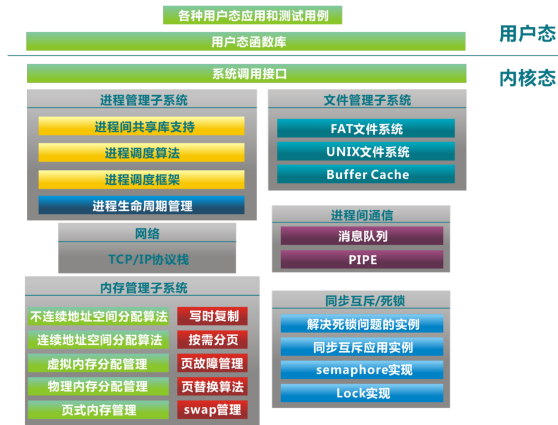 各种用户态应用和测试用例
用户态函数库
用户态
系统调用接口
内核态
进程管理子系统
进程间共享库支持
进程调度算法
进程调度框架
进程生命周期管理
文件管理子系统
FAT文件系统
UNIX文件系统
Buffer Cache
网络
TCP/IP协议栈
进程间通信
消息队列
PIPE
内存管理子系统
不连续地址空间分配算法
写时复制
连续地址空间分配算法
按需分页
虚拟内存分配管理
页故障管理
物理内存分配管理
页替换算法
页式内存管理
swap管理
同步互斥/死锁
解决死锁问题的实例
同步互斥应用实例
semaphore实现
Lock实现